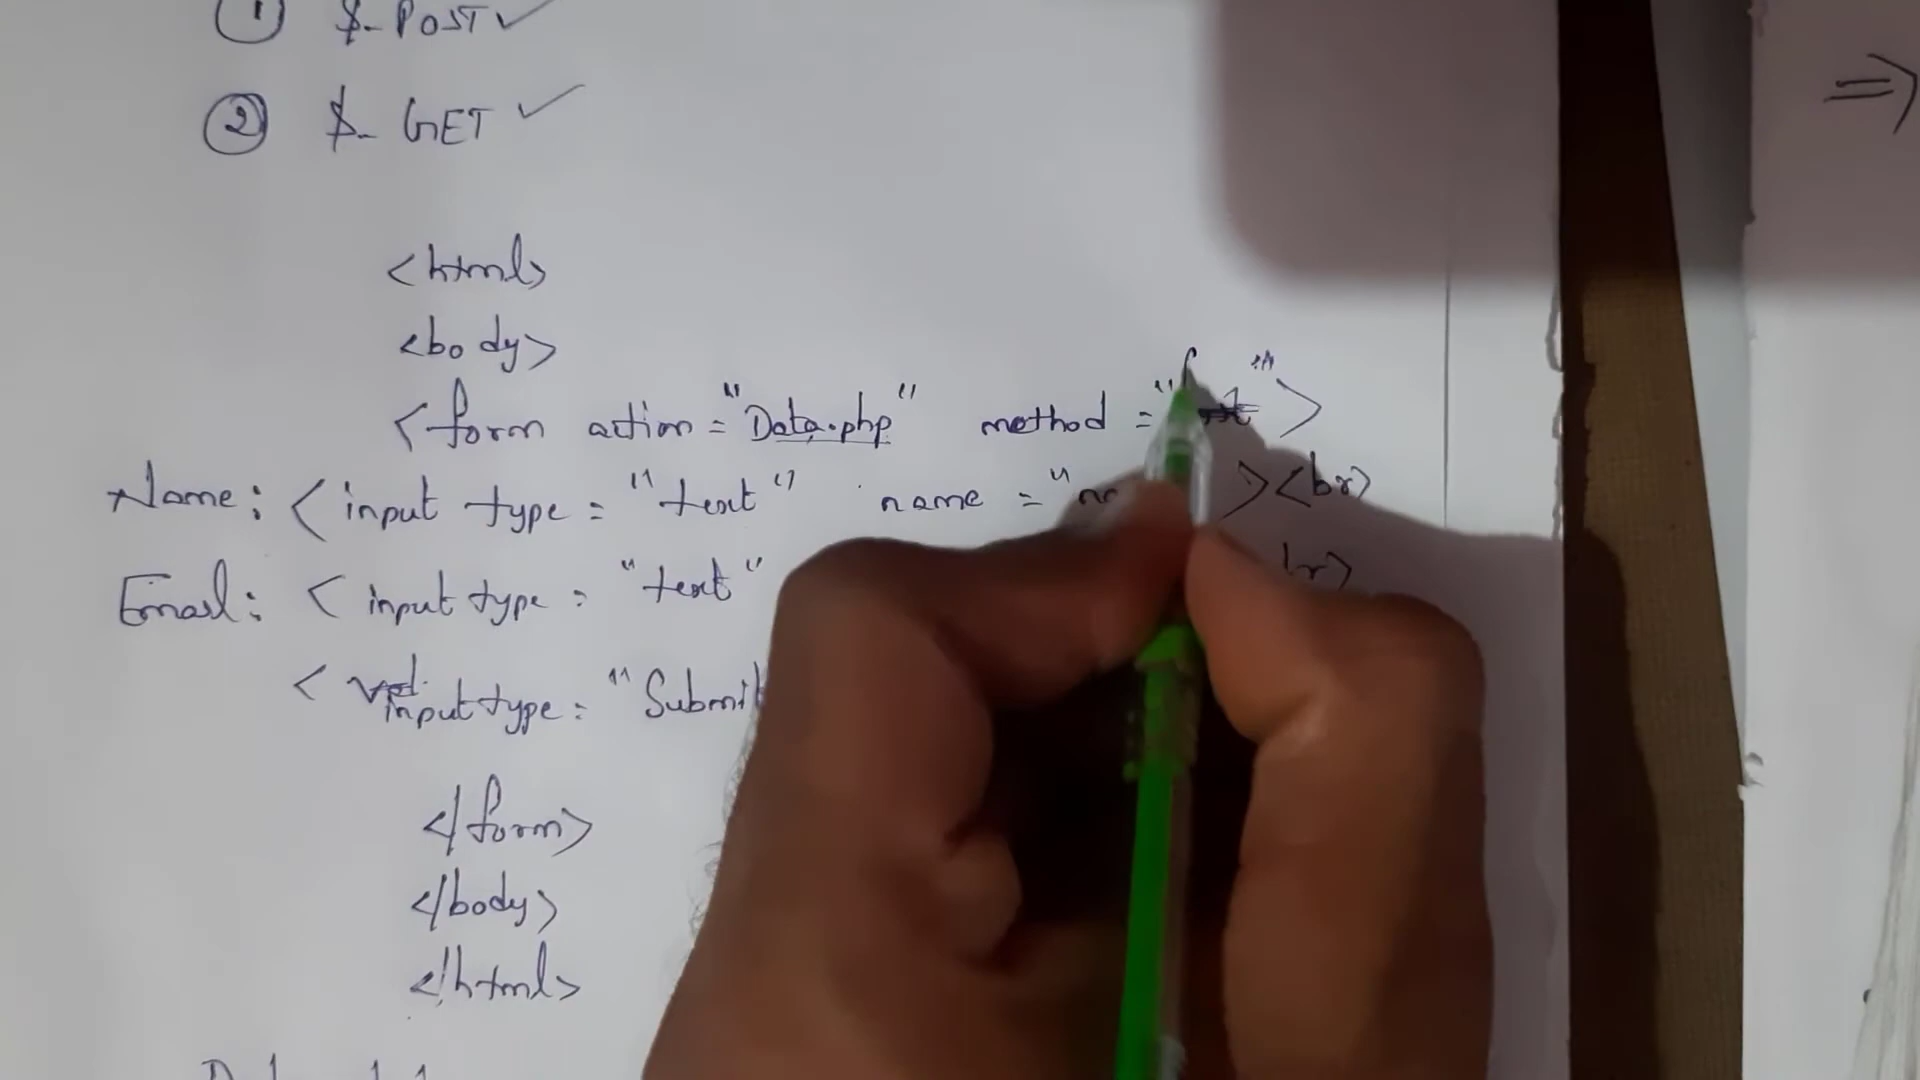 ① $_POST ✓
② $_GET ✓
=>
<html>
<body>
<form action="Data.php" method="">
Name: <input type="text" name="><br>
Email: <input type="text" br>
<input type="Submit
</form>
</body>
</html>